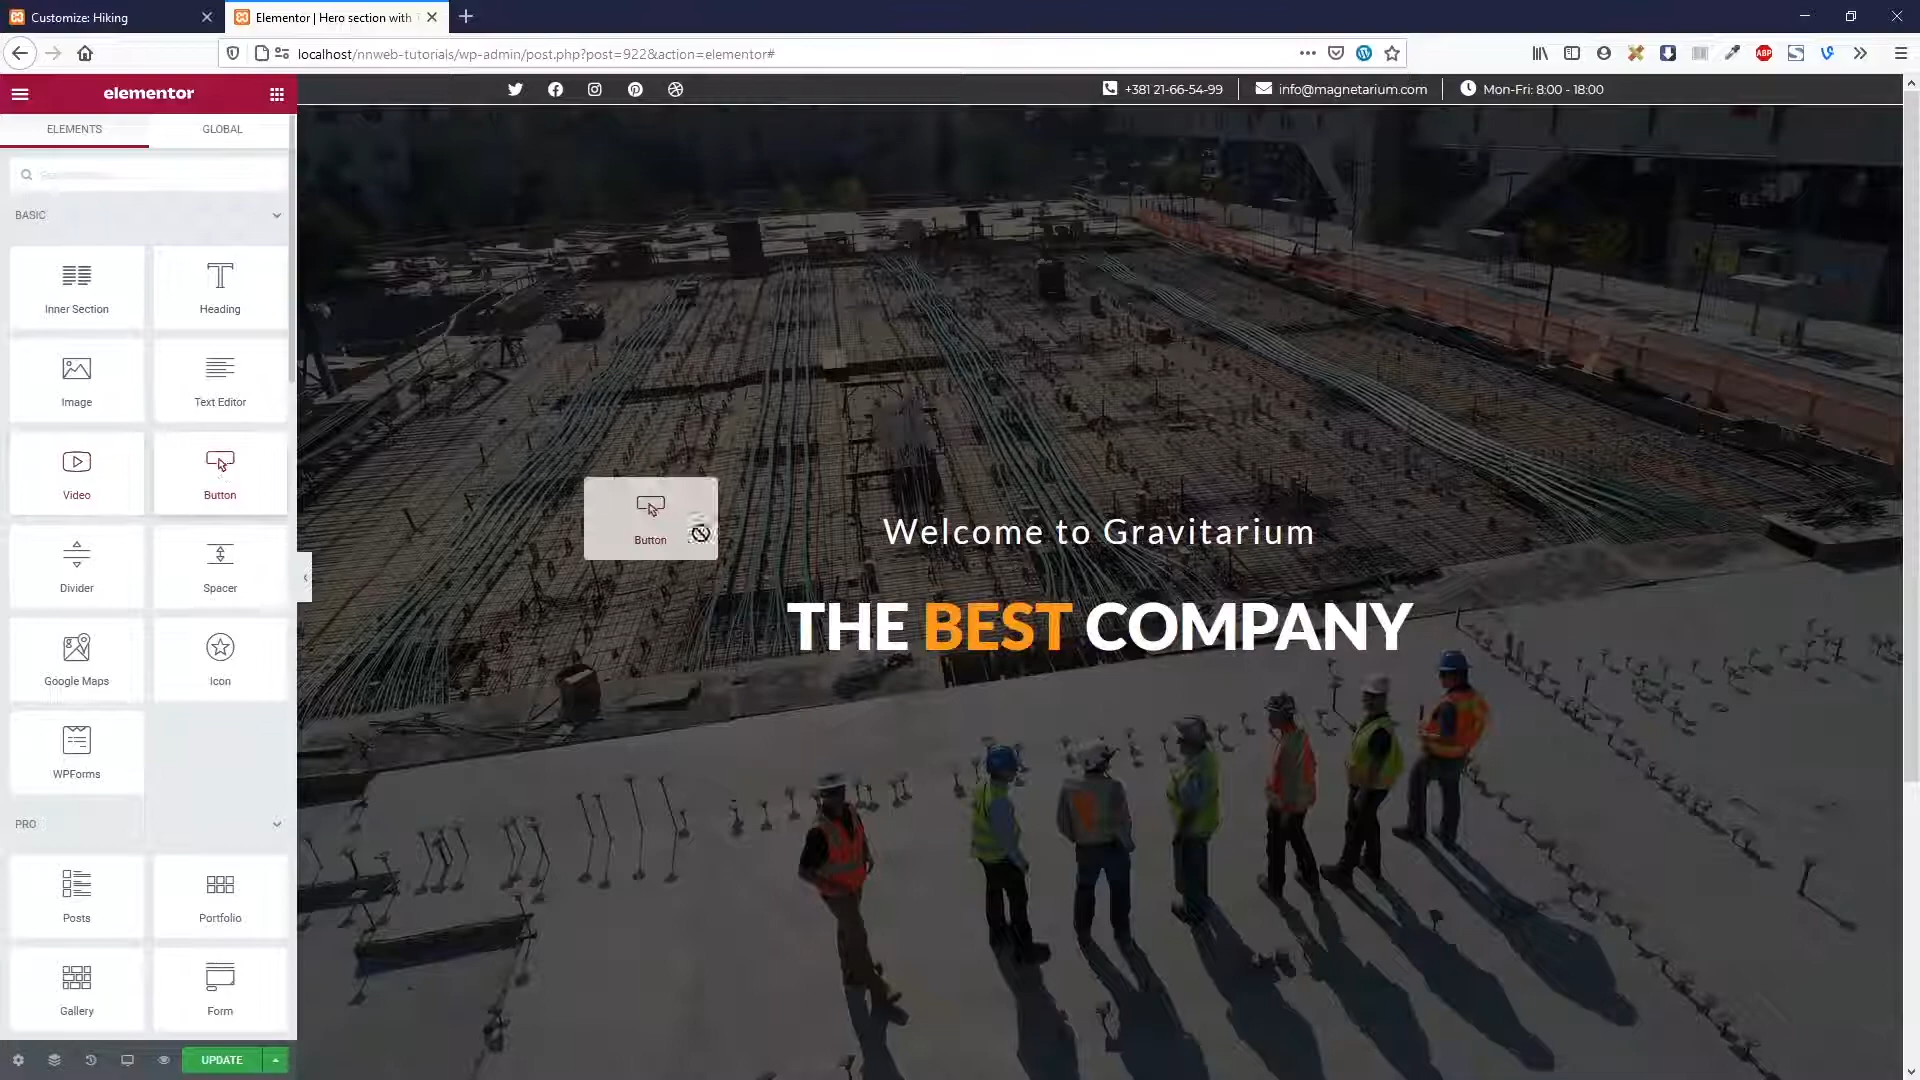 Customize: Hiking
Elementor | Hero section with
localhost/nnweb-tutorials/wp-admin/post.php?post=922&action=elementor#
ABP
elementor
+381 21-66-54-99
info@magnetarium.com
Mon-Fri: 8:00 - 18:00
ELEMENTS
GLOBAL
BASIC
Inner Section
Heading
Image
Text Editor
Video
Button
Button
Welcome to Gravitarium
Divider
Spacer
THE BEST COMPANY
Google Maps
Icon
WPForms
PRO
Posts
Portfolio
Gallery
Form
UPDATE